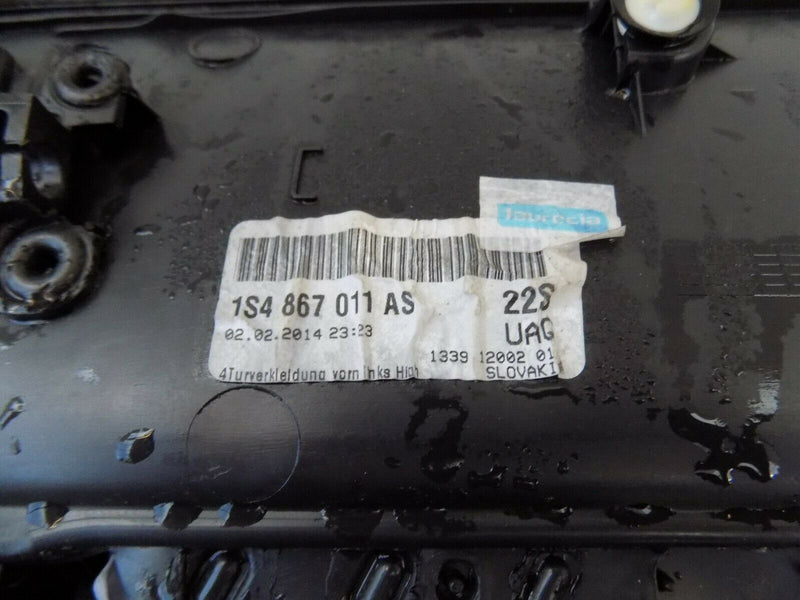 faurecia
1S4 867 011 AS 22S
02.02.2014 23:23 UAG
1339 12002 01
4Turverkleidung vorn links High SLOVAKI